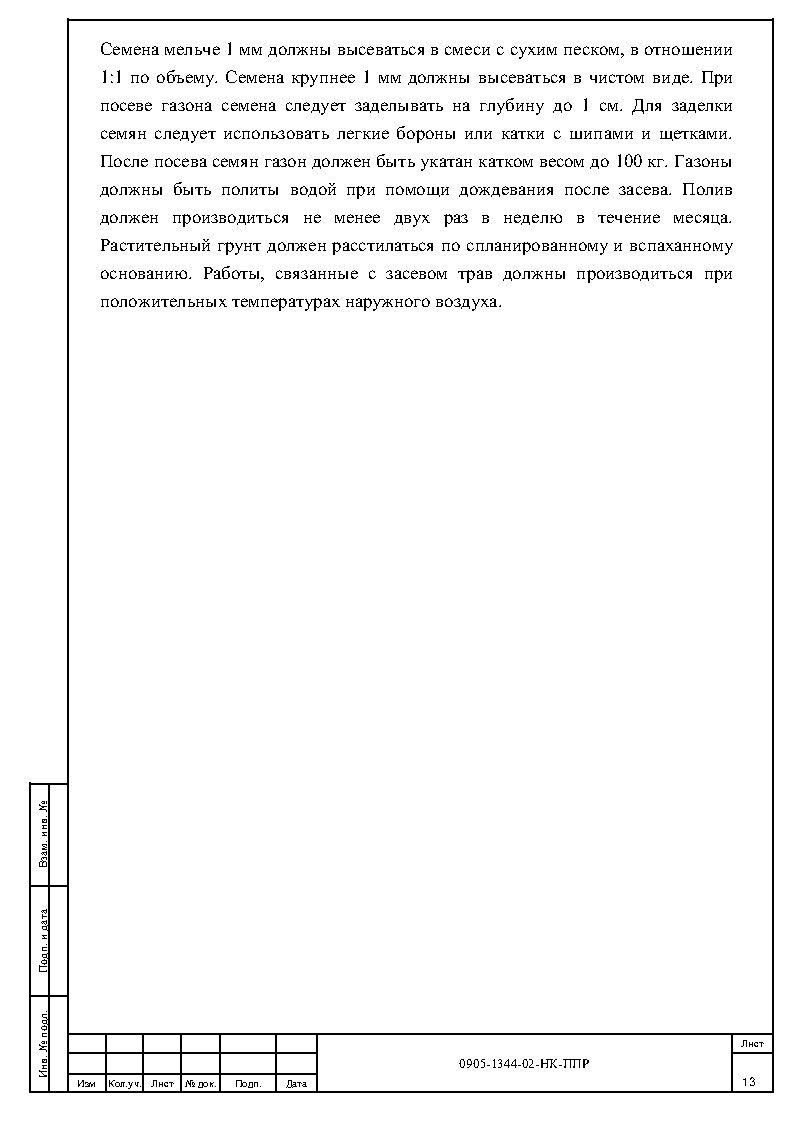 Семена мельче 1 мм должны высеваться в смеси с сухим песком, в отношении
1:1 по объему. Семена крупнее 1 мм должны высеваться в чистом виде. При
посеве газона семена следует заделывать на глубину до 1 см. Для заделки
семян следует использовать легкие бороны или катки с шипами и щетками.
После посева семян газон должен быть укатан катком весом до 100 кг. Газоны
должны быть политы водой при помощи дождевания после засева. Полив
должен производиться не менее двух раз в неделю в течение месяца.
Растительный грунт должен расстилаться по спланированному и вспаханному
основанию. Работы, связанные с засевом трав должны производиться при
положительных температурах наружного воздуха.
Взам. инв. №
Подп. и дата
Инв. № подл.
Изм Кол.уч. Лист № док. Подп. Дата
0905-1344-02-НК-ППР
Лист
13